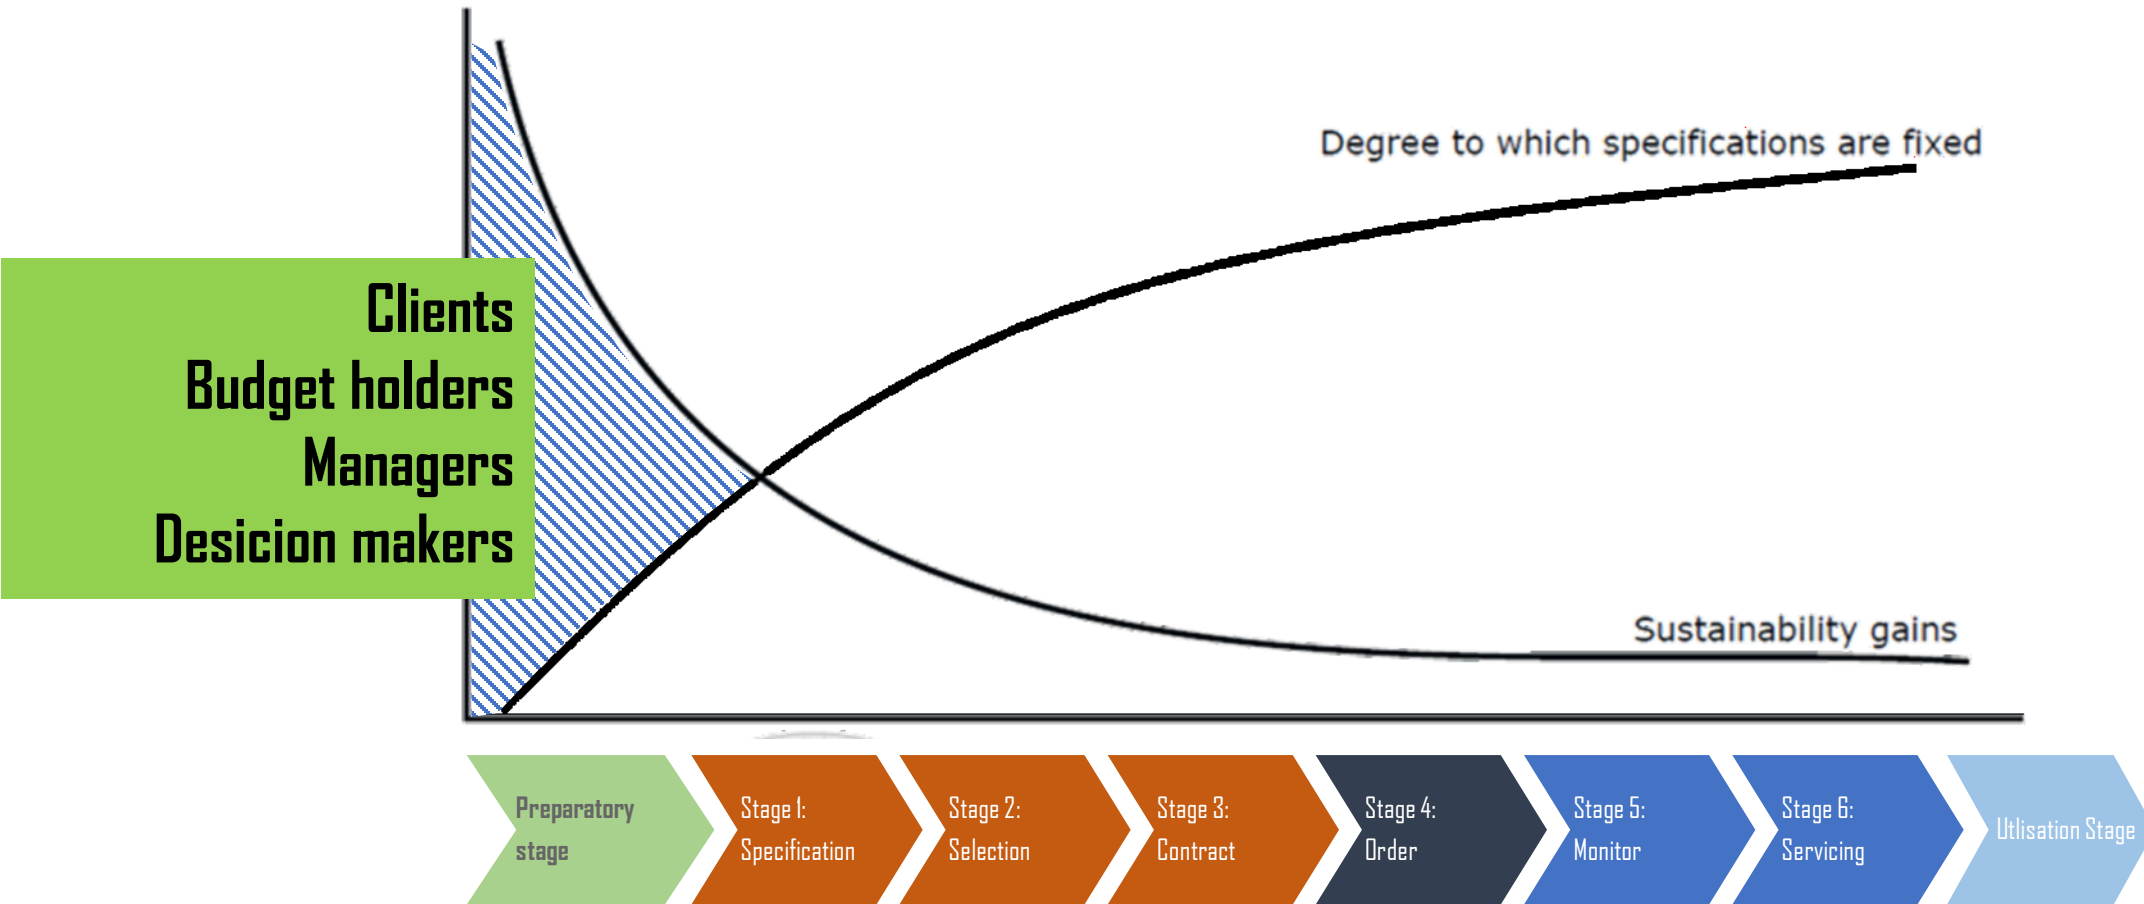 Degree to which specifications are fixed
Clients
Budget holders
Managers
Desicion makers
Sustainability gains
Preparatory
stage
Stage 1:
Specification
Stage 2:
Selection
Stage 3:
Contract
Stage 4:
Order
Stage 5:
Monitor
Stage 6:
Servicing
Utlisation Stage